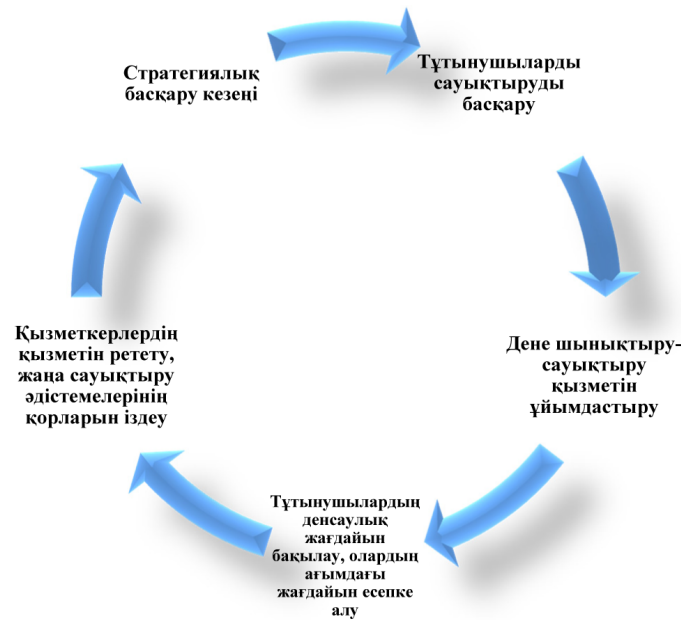 Стратегиялық
басқару кезеңі
Тұтынушыларды
сауықтыруды
басқару
Дене шынықтыру-
сауықтыру
қызметін
ұйымдастыру
Тұтынушылардың
денсаулық
жағдайын
бақылау, олардың
ағымдағы
жағдайын есепке
алу
Қызметкерлердің
қызметін ретету,
жаңа сауықтыру
әдістемелерінің
қорларын іздеу